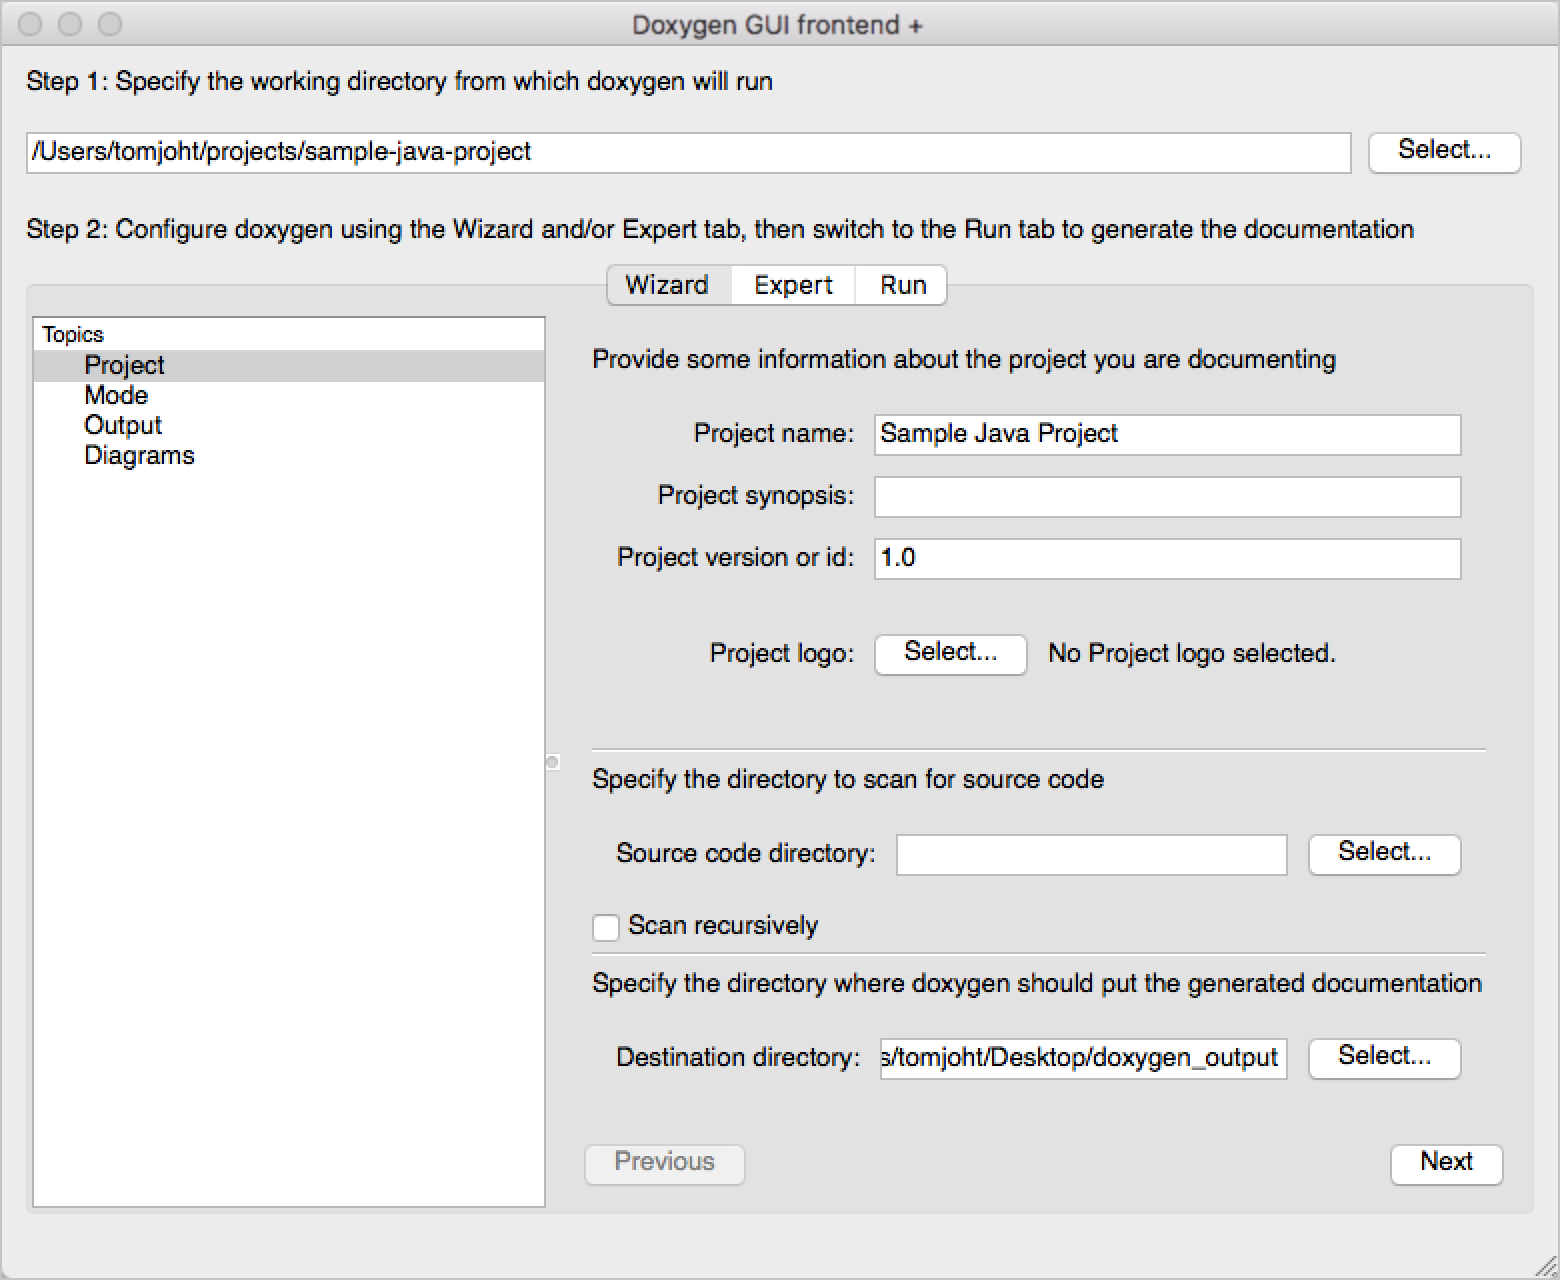 Doxygen GUI frontend +
Step 1: Specify the working directory from which doxygen will run
/Users/tomjoht/projects/sample-java-project
Select...
Step 2: Configure doxygen using the Wizard and/or Expert tab, then switch to the Run tab to generate the documentation
Wizard Expert Run
Topics
Project
Mode
Output
Diagrams
Provide some information about the project you are documenting
Project name: Sample Java Project
Project synopsis:
Project version or id: 1.0
Project logo: Select... No Project logo selected.
Specify the directory to scan for source code
Source code directory: Select...
Scan recursively
Specify the directory where doxygen should put the generated documentation
Destination directory: s/tomjoht/Desktop/doxygen_output Select...
Previous Next